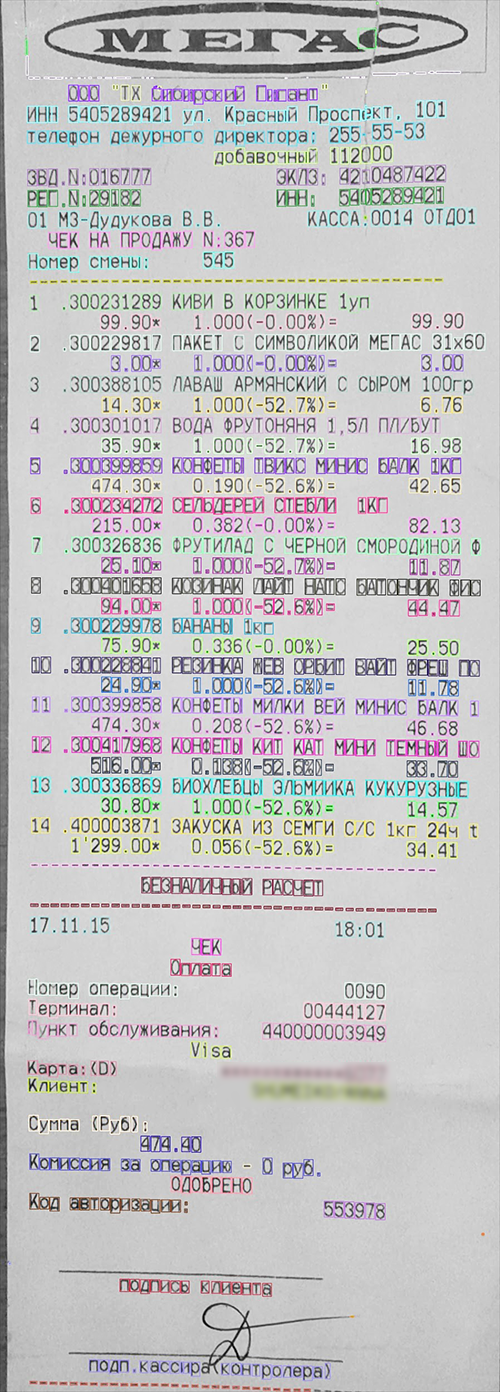 МЕГАС
ООО "ТХ Сибирский Гигант"
ИНН 5405289421 ул. Красный Проспект, 101
телефон дежурного директора: 255-55-53
добавочный 112000
ЗВД.N:016777 ЭКЛЗ: 4210487422
РЕГ.N:29182 ИНН: 5405289421
01 МЗ-Дудукова В.В. КАССА:0014 ОТД01
ЧЕК НА ПРОДАЖУ N:367
Номер смены: 545
1 .300231289 КИВИ В КОРЗИНКЕ 1уп
99.90* 1.000(-0.00%)= 99.90
2 .300229817 ПАКЕТ С СИМВОЛИКОЙ МЕГАС 31х60
3.00* 1.000(-0.00%)= 3.00
3 .300388105 ЛАВАШ АРМЯНСКИЙ С СЫРОМ 100гр
14.30* 1.000(-52.7%)= 6.76
4 .300301017 ВОДА ФРУТОНЯНЯ 1,5Л ПЛ/БУТ
35.90* 1.000(-52.7%)= 16.98
5 .300399859 КОНФЕТЫ ТВИКС МИНИС БАЛК 1КГ
474.30* 0.190(-52.6%)= 42.65
6 .300234272 СЕЛЬДЕРЕЙ СТЕБЛИ 1КГ
215.00* 0.382(-0.00%)= 82.13
7 .300326836 ФРУТИЛАД С ЧЕРНОЙ СМОРОДИНОЙ Ф
25.10* 1.000(-52.7%)= 11.87
8 .300401658 КОЗИНАК ЛАЙТ НАТС БАТОНЧИК ФИС
94.00* 1.000(-52.6%)= 44.47
9 .300229978 БАНАНЫ 1кг
75.90* 0.336(-0.00%)= 25.50
10 .300228841 РЕЗИНКА ЖЕВ ОРБИТ ВАЙТ ФРЕШ ПО
24.90* 1.000(-52.6%)= 11.78
11 .300399858 КОНФЕТЫ МИЛКИ ВЕЙ МИНИС БАЛК 1
474.30* 0.208(-52.6%)= 46.68
12 .300417968 КОНФЕТЫ КИТ КАТ МИНИ ТЕМНЫЙ ШО
516.00* 0.138(-52.6%)= 33.70
13 .300336869 БИОХЛЕБЦЫ ЭЛЬМИИКА КУКУРУЗНЫЕ
30.80* 1.000(-52.6%)= 14.57
14 .400003871 ЗАКУСКА ИЗ СЕМГИ С/С 1кг 24ч t
1'299.00* 0.056(-52.6%)= 34.41
БЕЗНАЛИЧНЫЙ РАСЧЕТ
17.11.15 18:01
ЧЕК
Оплата
Номер операции: 0090
Терминал: 00444127
Пункт обслуживания: 440000003949
Visa
Карта:(D)
Клиент:
Сумма (Руб):
474.40
Комиссия за операцию - 0 руб.
ОДОБРЕНО
Код авторизации: 553978
подпись клиента
подп.кассира(контролера)